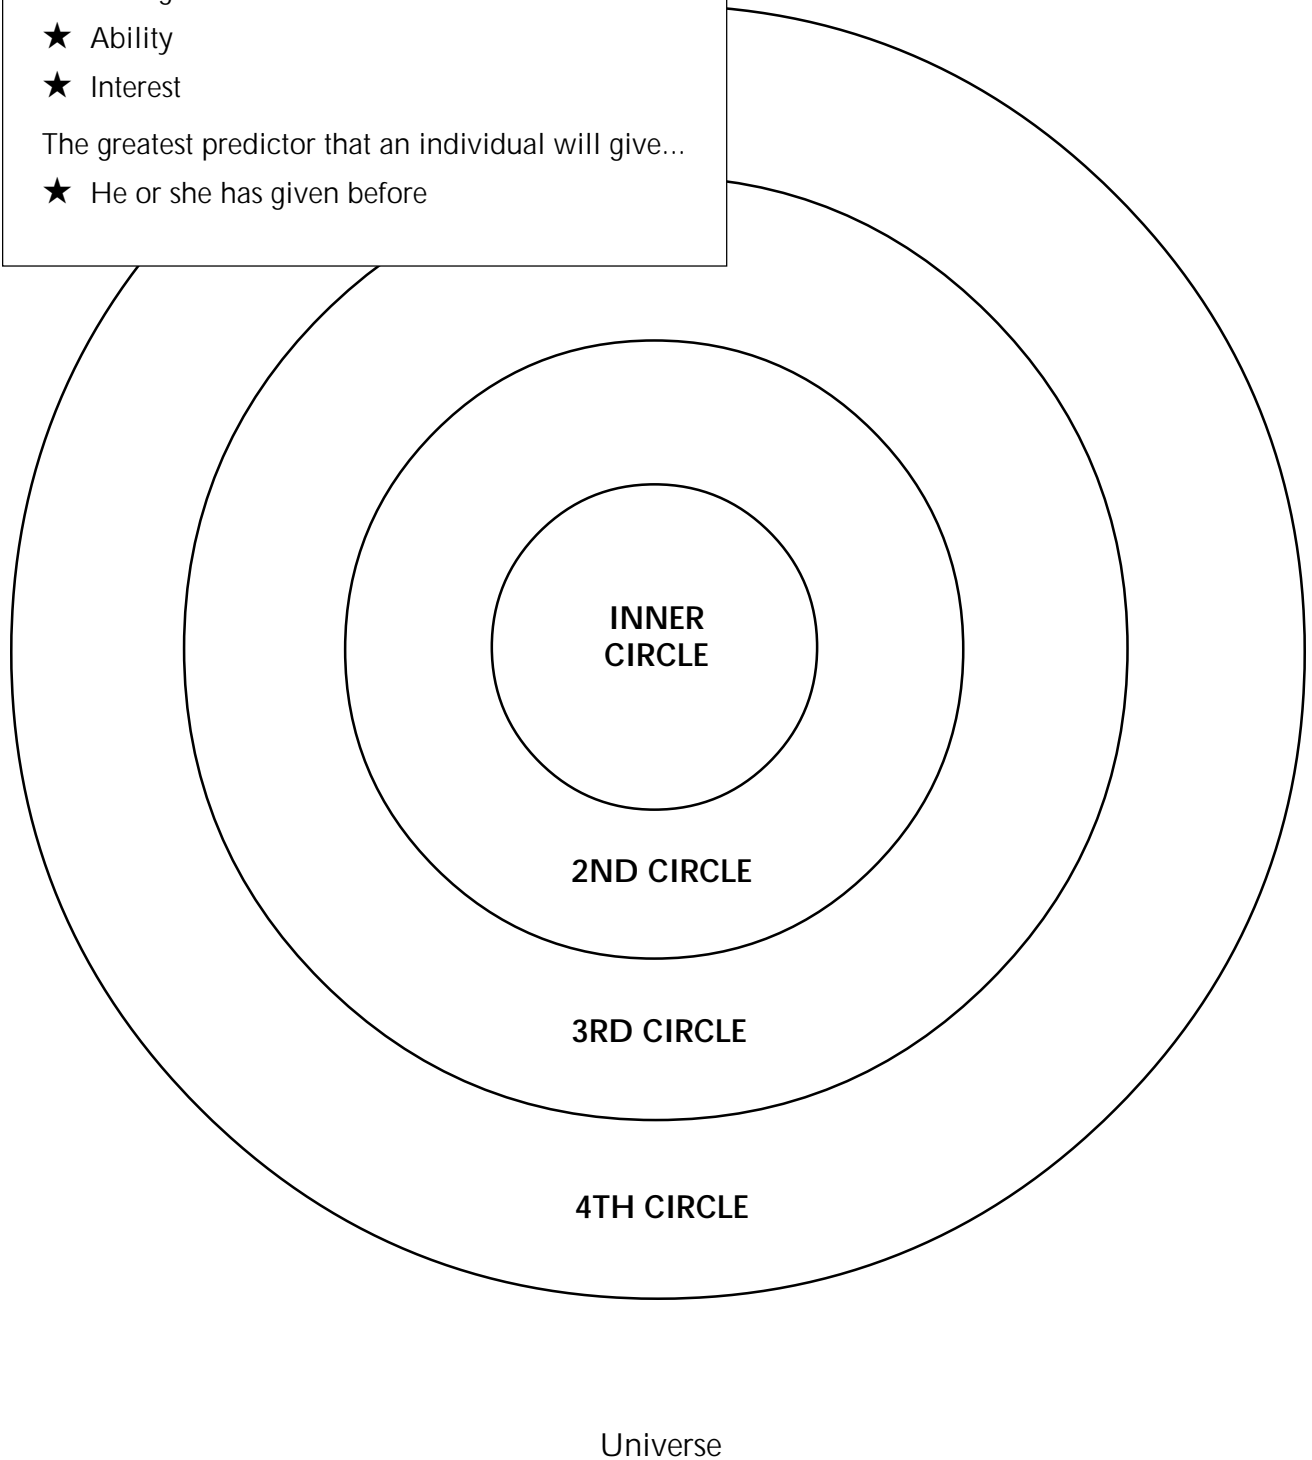 ★ Ability
★ Interest
The greatest predictor that an individual will give...
★ He or she has given before
INNER
CIRCLE
2ND CIRCLE
3RD CIRCLE
4TH CIRCLE
Universe